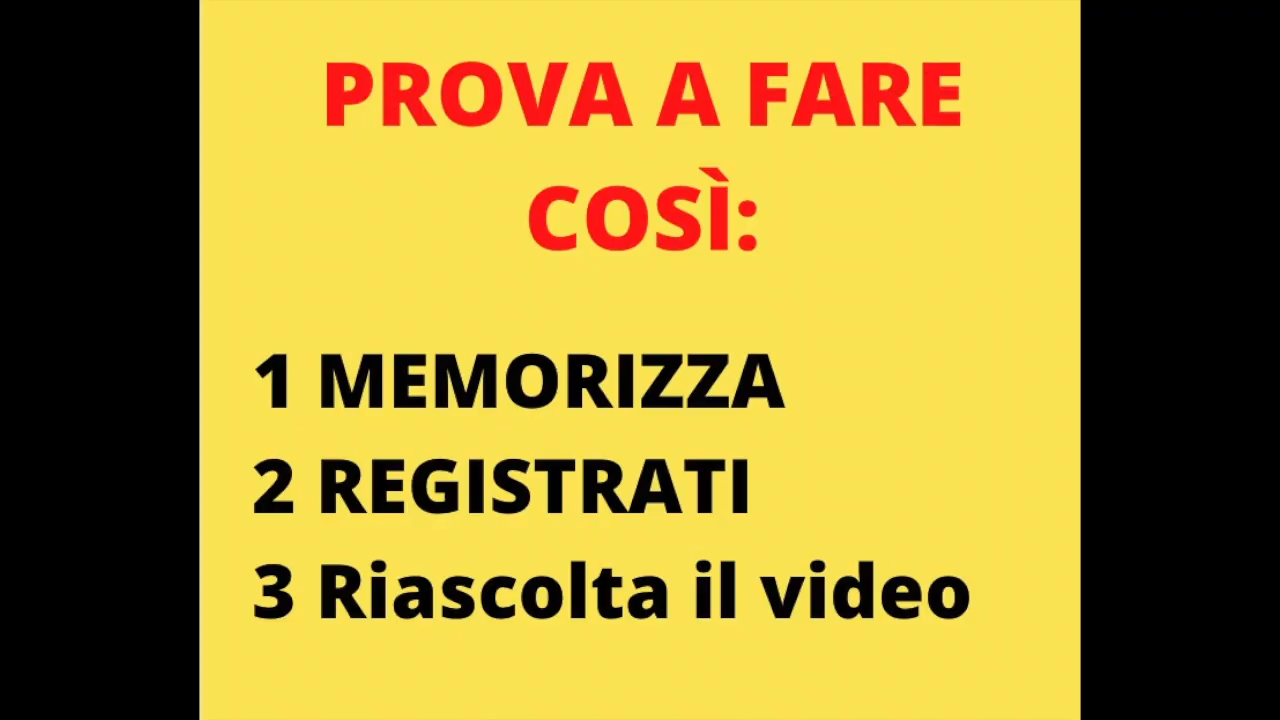 PROVA A FARE
COSÌ:
1 MEMORIZZA
2 REGISTRATI
3 Riascolta il video